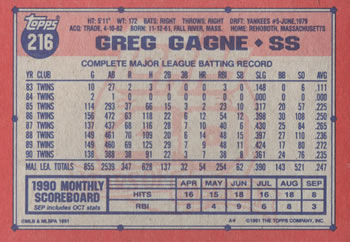 Topps
216
HT: 5'11" WT: 172 BATS: RIGHT THROWS: RIGHT DRFT: YANKEES #5-JUNE,1979
ACQ: TRADE, 4-10-82 BORN: 11-12-61, FALL RIVER, MASS. HOME: REHOBOTH, MASSACHUSETTS
GREG GAGNE • SS
COMPLETE MAJOR LEAGUE BATTING RECORD
YR CLUB G AB R H 2B 3B HR RBI SB SLG BB SO AVG
83 TWINS 10 27 2 3 1 0 0 3 0 .148 0 6 .111
84 TWINS 2 1 0 0 0 0 0 0 0 .000 0 0 .000
85 TWINS 114 293 37 66 15 3 2 23 10 .317 20 57 .225
86 TWINS 156 472 63 118 22 6 12 54 12 .398 30 108 .250
87 TWINS 137 437 68 116 28 7 10 40 6 .430 25 84 .265
88 TWINS 149 461 70 109 20 6 14 48 15 .397 27 110 .236
89 TWINS 149 460 69 125 29 7 9 48 11 .424 17 80 .272
90 TWINS 138 388 38 91 22 3 7 38 8 .361 24 76 .235
MAJ. LEA. TOTALS 855 2539 347 628 137 32 54 254 62 .390 143 521 .247
1990 MONTHLY SCOREBOARD
SEP includes OCT stats
APR MAY JUN JUL AUG SEP
HITS 16 15 18 16 18 8
RBI 8 3 9 4 6 8
©MLB & MLBPA 1991
©1991 THE TOPPS COMPANY, INC.